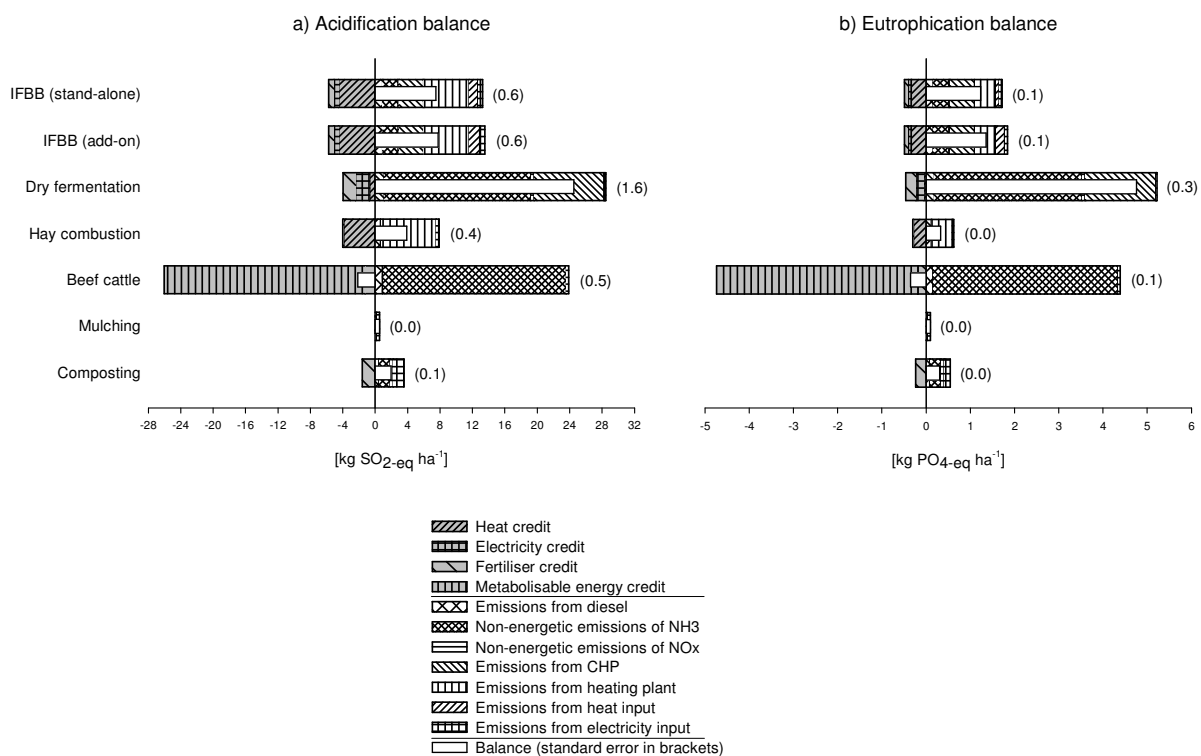 a) Acidification balance
b) Eutrophication balance
IFBB (stand-alone)
(0.6)
(0.1)
IFBB (add-on)
(0.6)
(0.1)
Dry fermentation
(1.6)
(0.3)
Hay combustion
(0.4)
(0.0)
Beef cattle
(0.5)
(0.1)
Mulching
(0.0)
(0.0)
Composting
(0.1)
(0.0)
-28 -24 -20 -16 -12 -8 -4 0 4 8 12 16 20 24 28 32
-5 -4 -3 -2 -1 0 1 2 3 4 5 6
[kg SO2-eq ha-1]
[kg PO4-eq ha-1]
Heat credit
Electricity credit
Fertiliser credit
Metabolisable energy credit
Emissions from diesel
Non-energetic emissions of NH3
Non-energetic emissions of NOx
Emissions from CHP
Emissions from heating plant
Emissions from heat input
Emissions from electricity input
Balance (standard error in brackets)